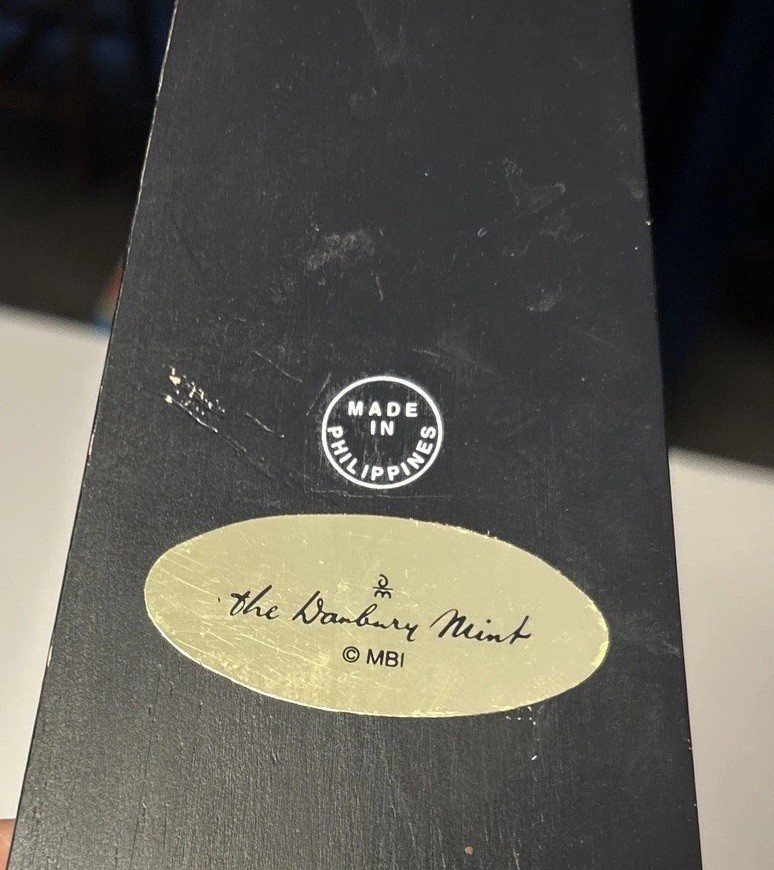 MADE
IN
PHILIPPINES
the Danbury Mint
© MBI